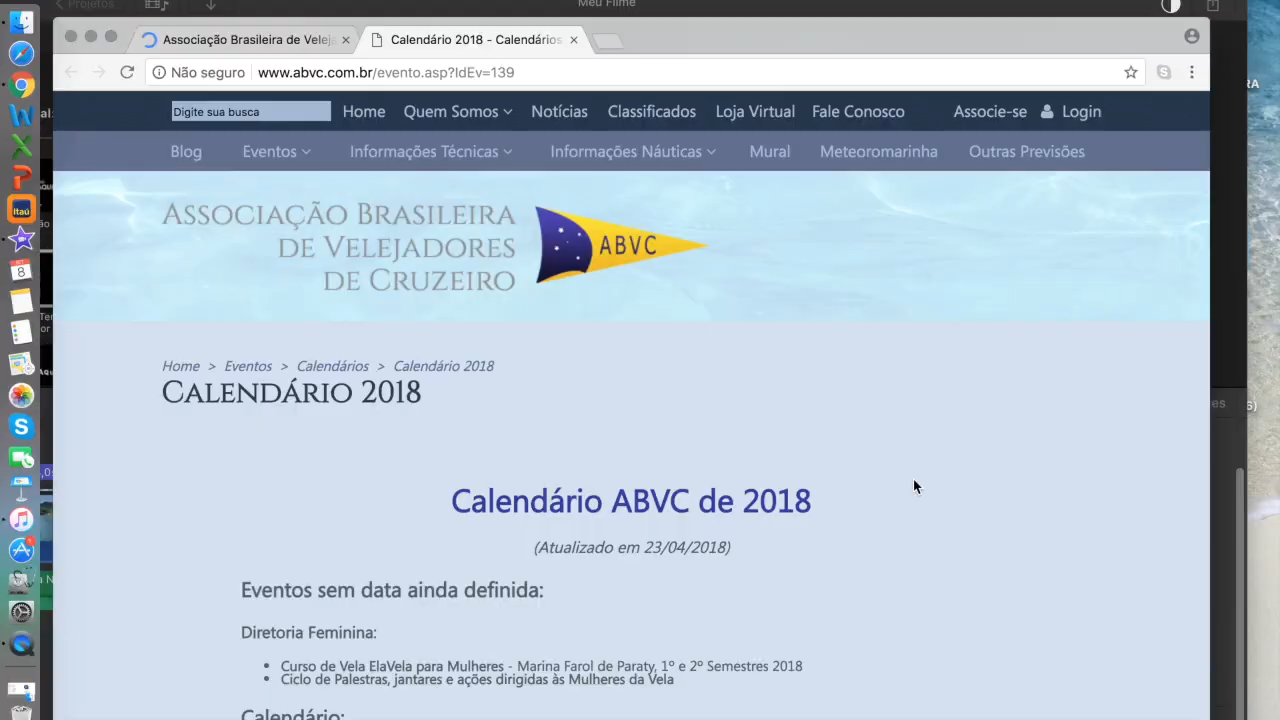 Projetos
Meu Filme
Associação Brasileira de Velej
Calendário 2018 - Calendários
Não seguro
www.abvc.com.br/evento.asp?IdEv=139
Digite sua busca
Home
Quem Somos
Notícias
Classificados
Loja Virtual
Fale Conosco
Associe-se
Login
Blog
Eventos
Informações Técnicas
Informações Náuticas
Mural
Meteoromarinha
Outras Previsões
Associação Brasileira
de Velejadores
de Cruzeiro
ABVC
Itaú
8
Home > Eventos > Calendários > Calendário 2018
Calendário 2018
Calendário ABVC de 2018
(Atualizado em 23/04/2018)
Eventos sem data ainda definida:
Diretoria Feminina:
• Curso de Vela ElaVela para Mulheres - Marina Farol de Paraty, 1º e 2º Semestres 2018
• Ciclo de Palestras, jantares e ações dirigidas às Mulheres da Vela
Calendário: